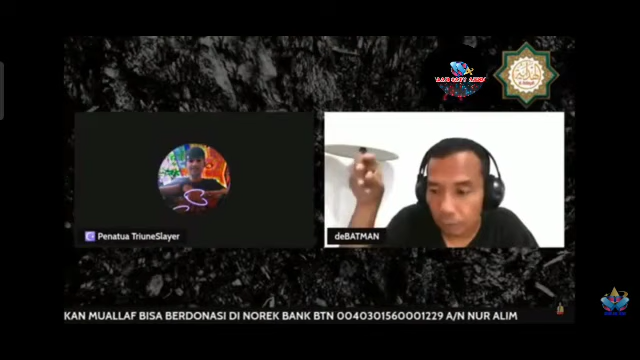 Penatua TriuneSlayer
deBATMAN
KAN MUALLAF BISA BERDONASI DI NOREK BANK BTN 0040301560001229 A/N NUR ALIM